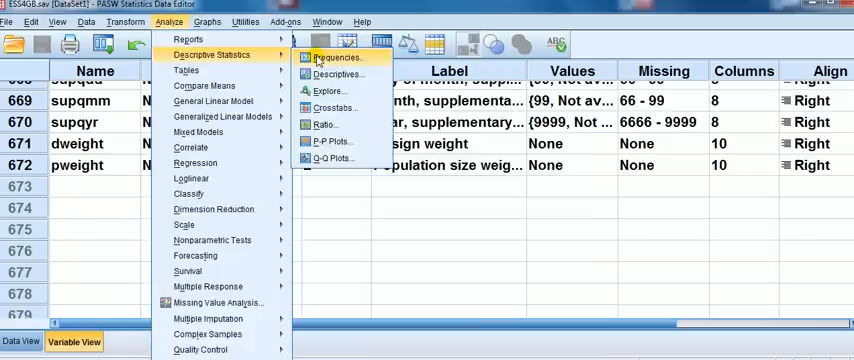 ESS4GB.sav [DataSet1] - PASW Statistics Data Editor
File Edit View Data Transform Analyze Graphs Utilities Add-ons Window Help
Reports
Descriptive Statistics
Tables
Compare Means
General Linear Model
Generalized Linear Models
Mixed Models
Correlate
Regression
Loglinear
Classify
Dimension Reduction
Scale
Nonparametric Tests
Forecasting
Survival
Multiple Response
Missing Value Analysis...
Multiple Imputation
Complex Samples
Quality Control
Frequencies...
Descriptives...
Explore...
Crosstabs...
Ratio...
P-P Plots...
Q-Q Plots...
Name Label Values Missing Columns Align
669 supqmm N nth, supplementa... {99, Not av... 66 - 99 8 Right
670 supqyr N ar, supplementary... {9999, Not... 6666 - 9999 8 Right
671 dweight N sign weight None None 10 Right
672 pweight N Population size weig... None None 10 Right
673
674
675
676
677
678
679
Data View Variable View